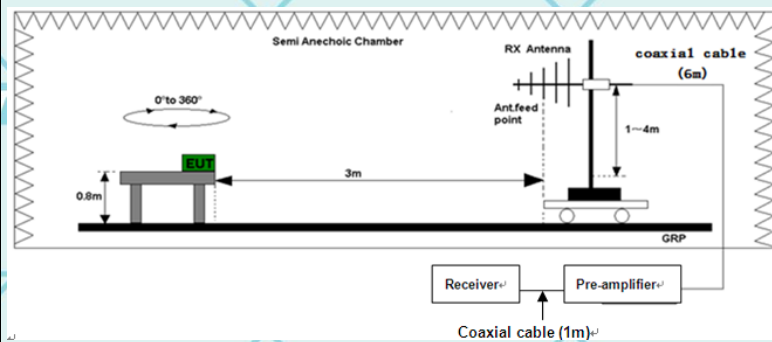 Semi Anechoic Chamber
RX Antenna
coaxial cable
(6m)
0°to 360°
Ant.feed
point
1~4m
EUT
3m
0.8m
GRP
Receiver↵
Pre-amplifier↵
Coaxial cable (1m)↵
↵